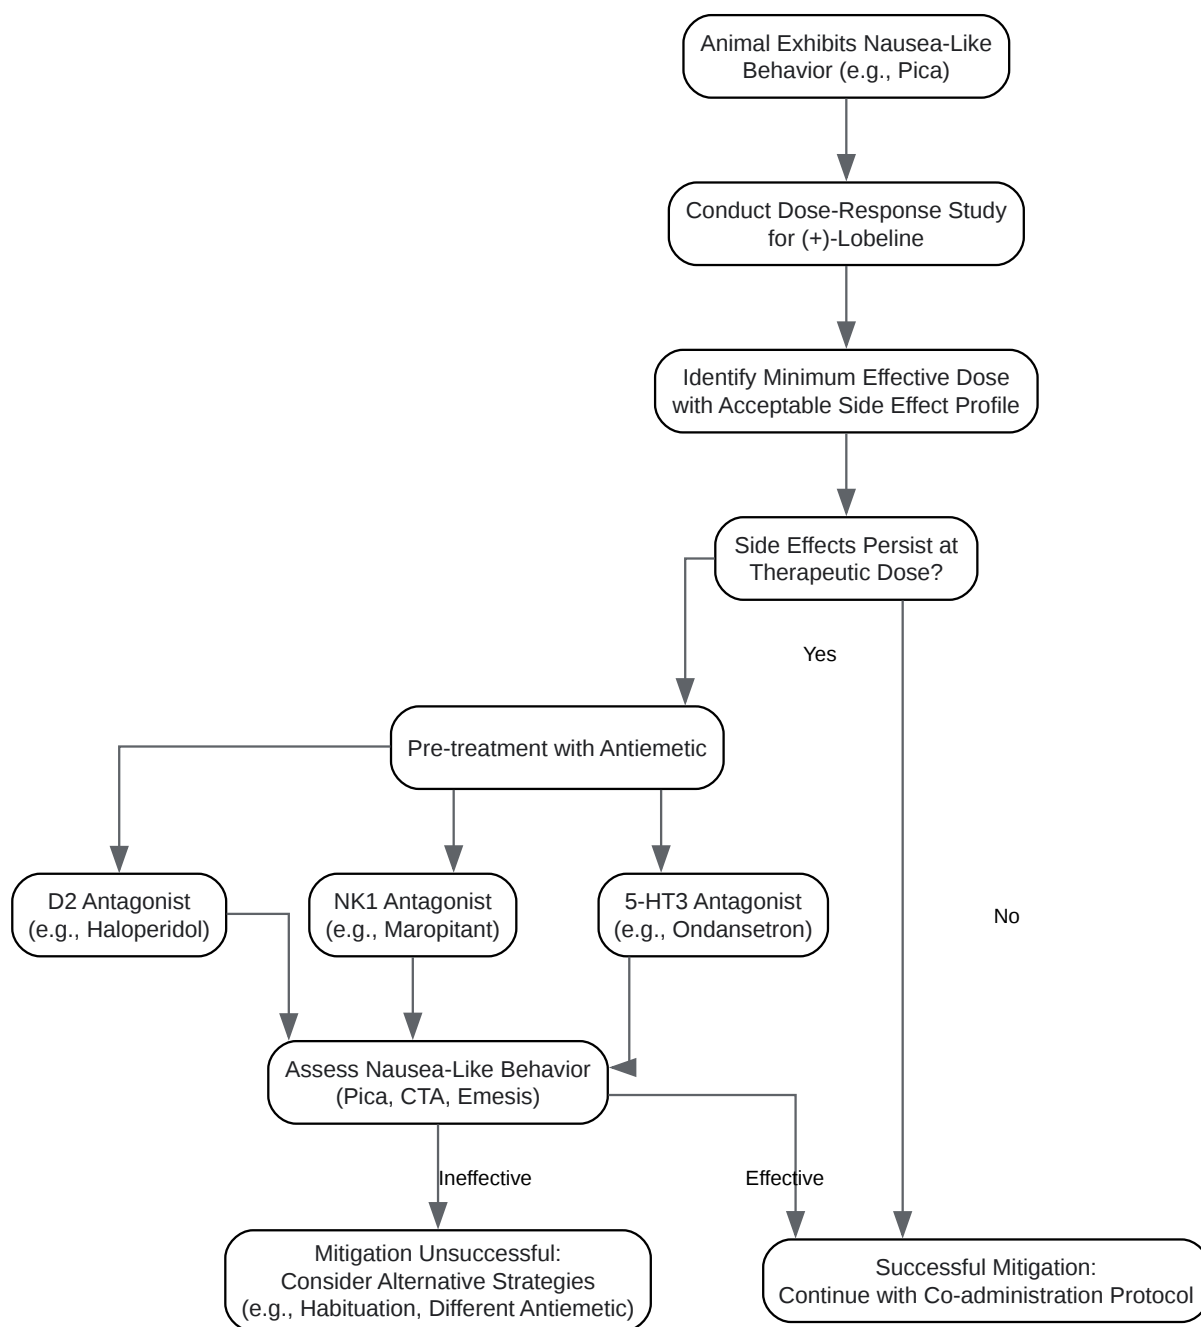 Animal Exhibits Nausea-Like
Behavior (e.g., Pica)
Conduct Dose-Response Study
for (+)-Lobeline
Identify Minimum Effective Dose
with Acceptable Side Effect Profile
Side Effects Persist at
Therapeutic Dose?
Yes
Pre-treatment with Antiemetic
D2 Antagonist
(e.g., Haloperidol)
NK1 Antagonist
(e.g., Maropitant)
5-HT3 Antagonist
(e.g., Ondansetron)
No
Assess Nausea-Like Behavior
(Pica, CTA, Emesis)
Ineffective
Effective
Mitigation Unsuccessful:
Consider Alternative Strategies
(e.g., Habituation, Different Antiemetic)
Successful Mitigation:
Continue with Co-administration Protocol